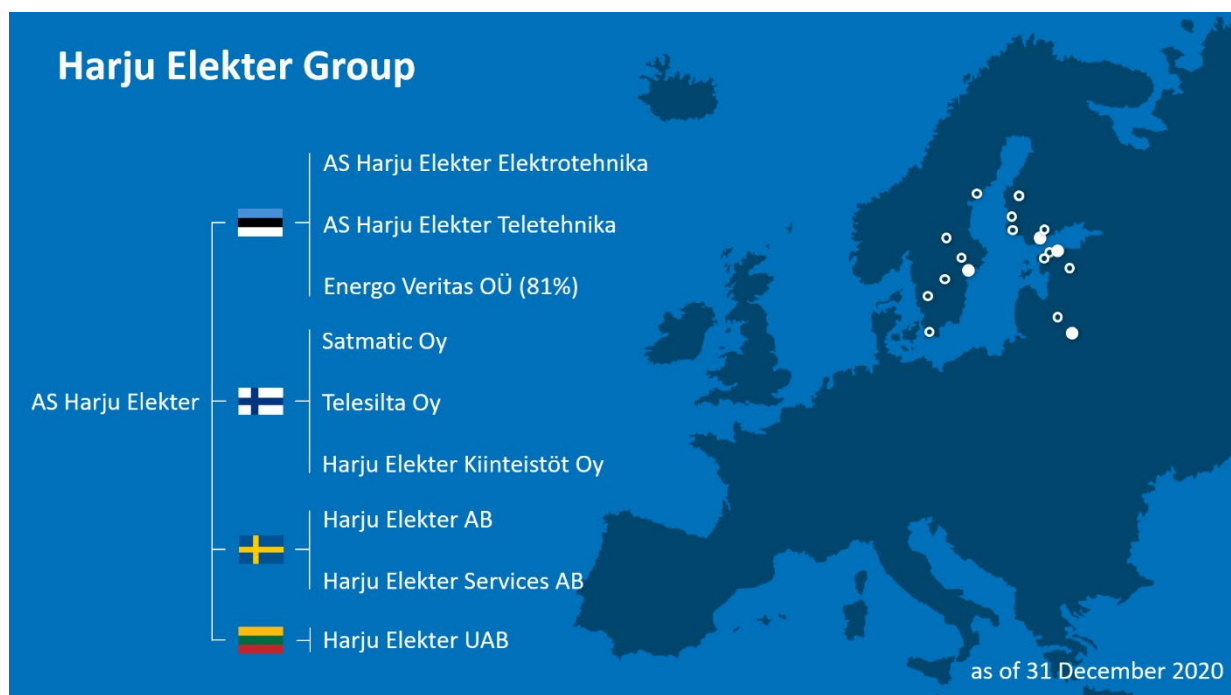 Harju Elekter Group
AS Harju Elekter
AS Harju Elekter Elektrotehnika
AS Harju Elekter Teletehnika
Energo Veritas OÜ (81%)
Satmatic Oy
Telesilta Oy
Harju Elekter Kiinteistöt Oy
Harju Elekter AB
Harju Elekter Services AB
Harju Elekter UAB
as of 31 December 2020